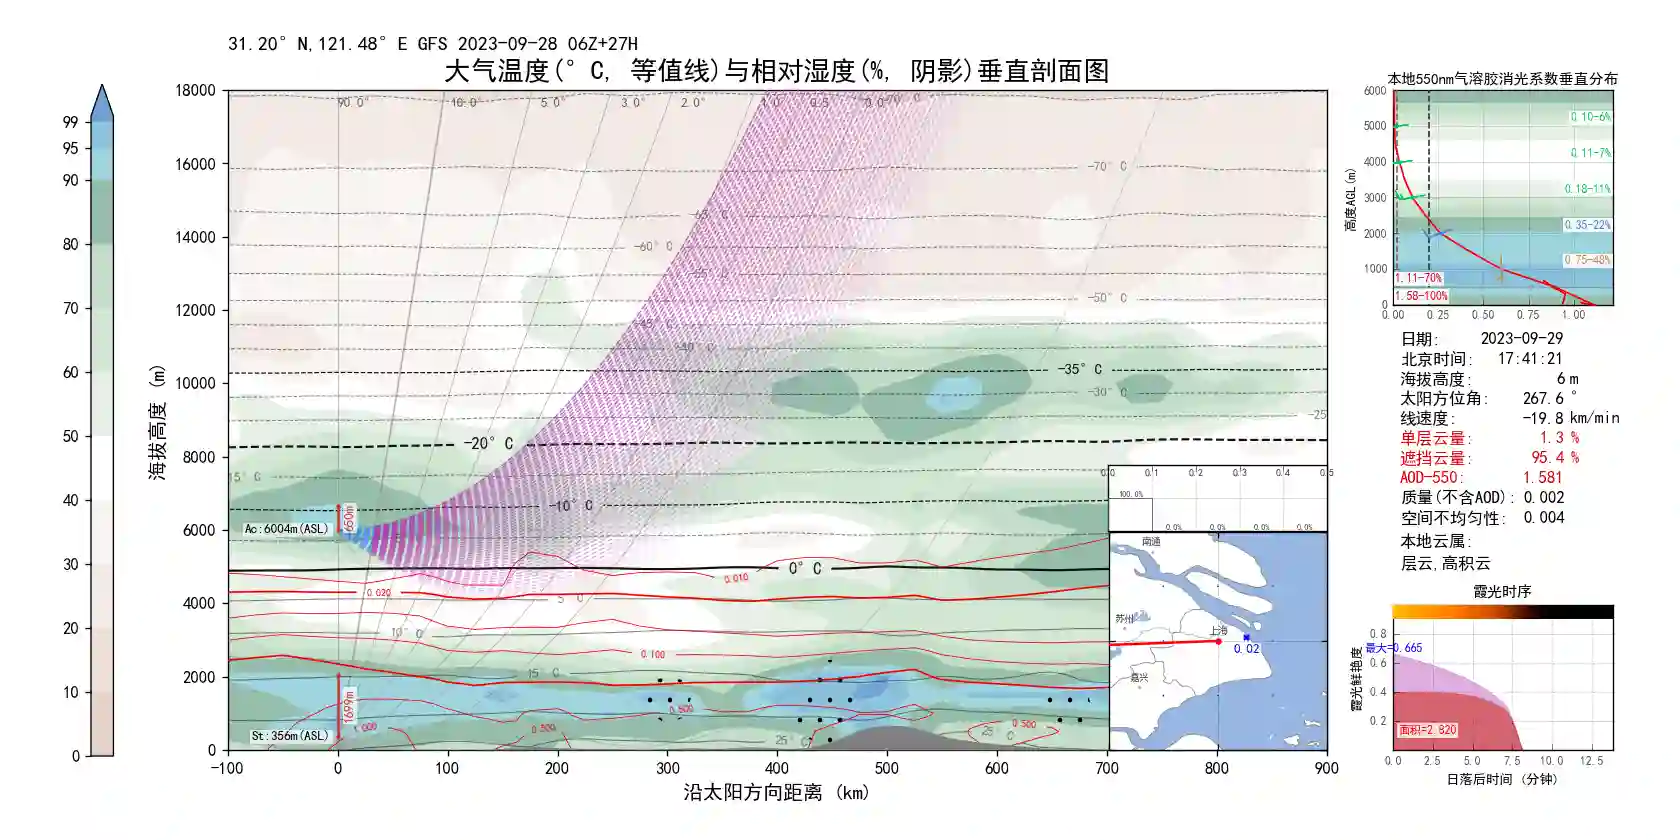 31.20° N,121.48° E GFS 2023-09-28 06Z+27H
大气温度(° C, 等值线)与相对湿度(%, 阴影)垂直剖面图
99
95
90
80
70
60
50
40
30
20
10
0
海拔高度 (m)
18000
16000
14000
12000
10000
8000
6000
4000
2000
0
90.0°
10.0°
5.0°
3.0°
2.0°
1.0
0.5
0.0
-70° C
-60° C
-50° C
-35° C
-30° C
-25
-20° C
15° C
-10° C
Ac:6004m(ASL)
650m
0° C
0.010
0.020
5° C
10° C
0.100
15° C
1699m
St:356m(ASL)
1.000
0.500
0.500
0.500
25° C
25° C
-100
0
100
200
300
400
500
600
700
800
900
沿太阳方向距离 (km)
0.0
0.1
0.2
0.3
0.4
0.5
100.0%
0.0%
0.0%
0.0%
0.0%
南通
苏州
上海
嘉兴
0.02
本地550nm气溶胶消光系数垂直分布
高度AGL(m)
6000
5000
4000
3000
2000
1000
0
0.10-6%
0.11-7%
0.18-11%
0.35-22%
0.75-48%
1.11-70%
1.58-100%
0.00
0.25
0.50
0.75
1.00
日期: 2023-09-29
北京时间: 17:41:21
海拔高度: 6 m
太阳方位角: 267.6 °
线速度: -19.8 km/min
单层云量: 1.3 %
遮挡云量: 95.4 %
AOD-550: 1.581
质量(不含AOD): 0.002
空间不均匀性: 0.004
本地云属:
层云,高积云
霞光时序
霞光鲜艳度
0.8
0.6
0.4
0.2
最大=0.665
面积=2.820
0.0
2.5
5.0
7.5
10.0
12.5
日落后时间 (分钟)